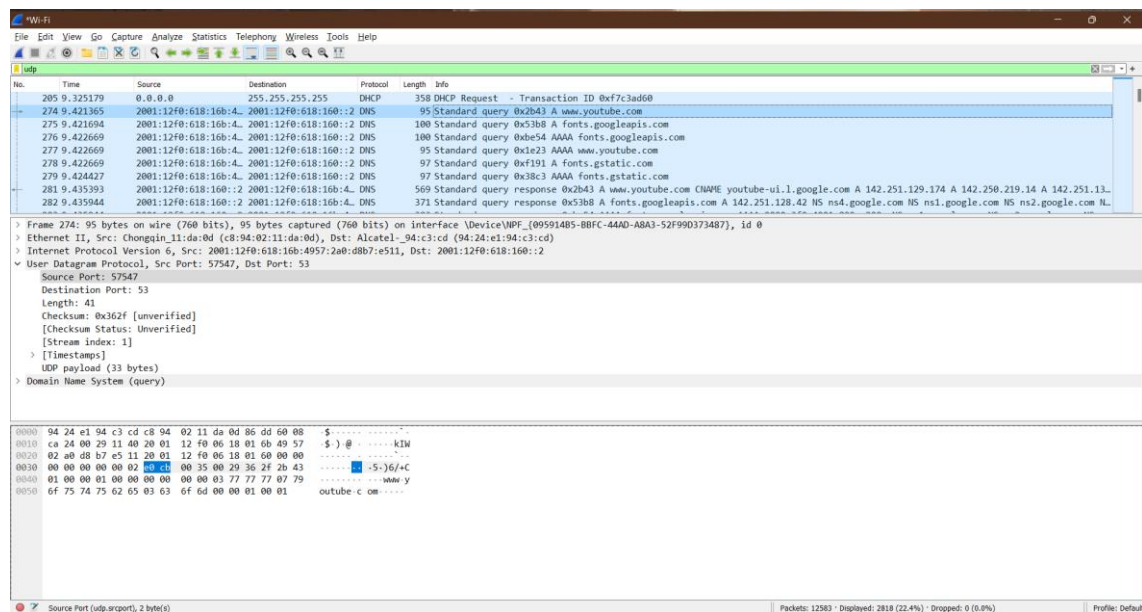 *Wi-Fi
File Edit View Go Capture Analyze Statistics Telephony Wireless Tools Help
udp
No. Time Source Destination Protocol Length Info
205 9.325179 0.0.0.0 255.255.255.255 DHCP 358 DHCP Request - Transaction ID 0xf7c3ad60
274 9.421365 2001:12f0:618:16b:4… 2001:12f0:618:160::2 DNS 95 Standard query 0x2b43 A www.youtube.com
275 9.421694 2001:12f0:618:16b:4… 2001:12f0:618:160::2 DNS 100 Standard query 0x53b8 A fonts.googleapis.com
276 9.422669 2001:12f0:618:16b:4… 2001:12f0:618:160::2 DNS 100 Standard query 0xbe54 AAAA fonts.googleapis.com
277 9.422669 2001:12f0:618:16b:4… 2001:12f0:618:160::2 DNS 95 Standard query 0x1e23 AAAA www.youtube.com
278 9.422669 2001:12f0:618:16b:4… 2001:12f0:618:160::2 DNS 97 Standard query 0xf191 A fonts.gstatic.com
279 9.424427 2001:12f0:618:16b:4… 2001:12f0:618:160::2 DNS 97 Standard query 0x38c3 AAAA fonts.gstatic.com
281 9.435393 2001:12f0:618:160::2 2001:12f0:618:16b:4… DNS 569 Standard query response 0x2b43 A www.youtube.com CNAME youtube-ui.l.google.com A 142.251.129.174 A 142.250.219.14 A 142.251.13…
282 9.435944 2001:12f0:618:160::2 2001:12f0:618:16b:4… DNS 371 Standard query response 0x53b8 A fonts.googleapis.com A 142.251.128.42 NS ns4.google.com NS ns1.google.com NS ns2.google.com N…
> Frame 274: 95 bytes on wire (760 bits), 95 bytes captured (760 bits) on interface \Device\NPF_{095914B5-BBFC-44AD-A8A3-52F99D373487}, id 0
> Ethernet II, Src: Chongqin_11:da:0d (c8:94:02:11:da:0d), Dst: Alcatel-_94:c3:cd (94:24:e1:94:c3:cd)
> Internet Protocol Version 6, Src: 2001:12f0:618:16b:4957:2a0:d8b7:e511, Dst: 2001:12f0:618:160::2
User Datagram Protocol, Src Port: 57547, Dst Port: 53
Source Port: 57547
Destination Port: 53
Length: 41
Checksum: 0x362f [unverified]
[Checksum Status: Unverified]
[Stream index: 1]
> [Timestamps]
UDP payload (33 bytes)
> Domain Name System (query)
0000 94 24 e1 94 c3 cd c8 94 02 11 da 0d 86 dd 60 08 ·$······ ······`·
0010 ca 24 00 29 11 40 20 01 12 f0 06 18 01 6b 49 57 ·$·)·@ · ·····kIW
0020 02 a0 d8 b7 e5 11 20 01 12 f0 06 18 01 60 00 00 ······ · ·····`··
0030 00 00 00 00 00 02 e0 cb 00 35 00 29 36 2f 2b 43 ········ ·5·)6/+C
0040 01 00 00 01 00 00 00 00 00 00 03 77 77 77 07 79 ········ ···www·y
0050 6f 75 74 75 62 65 03 63 6f 6d 00 00 01 00 01 outube·c om·····
Source Port (udp.srcport), 2 byte(s) Packets: 12583 · Displayed: 2818 (22.4%) · Dropped: 0 (0.0%) Profile: Defaul